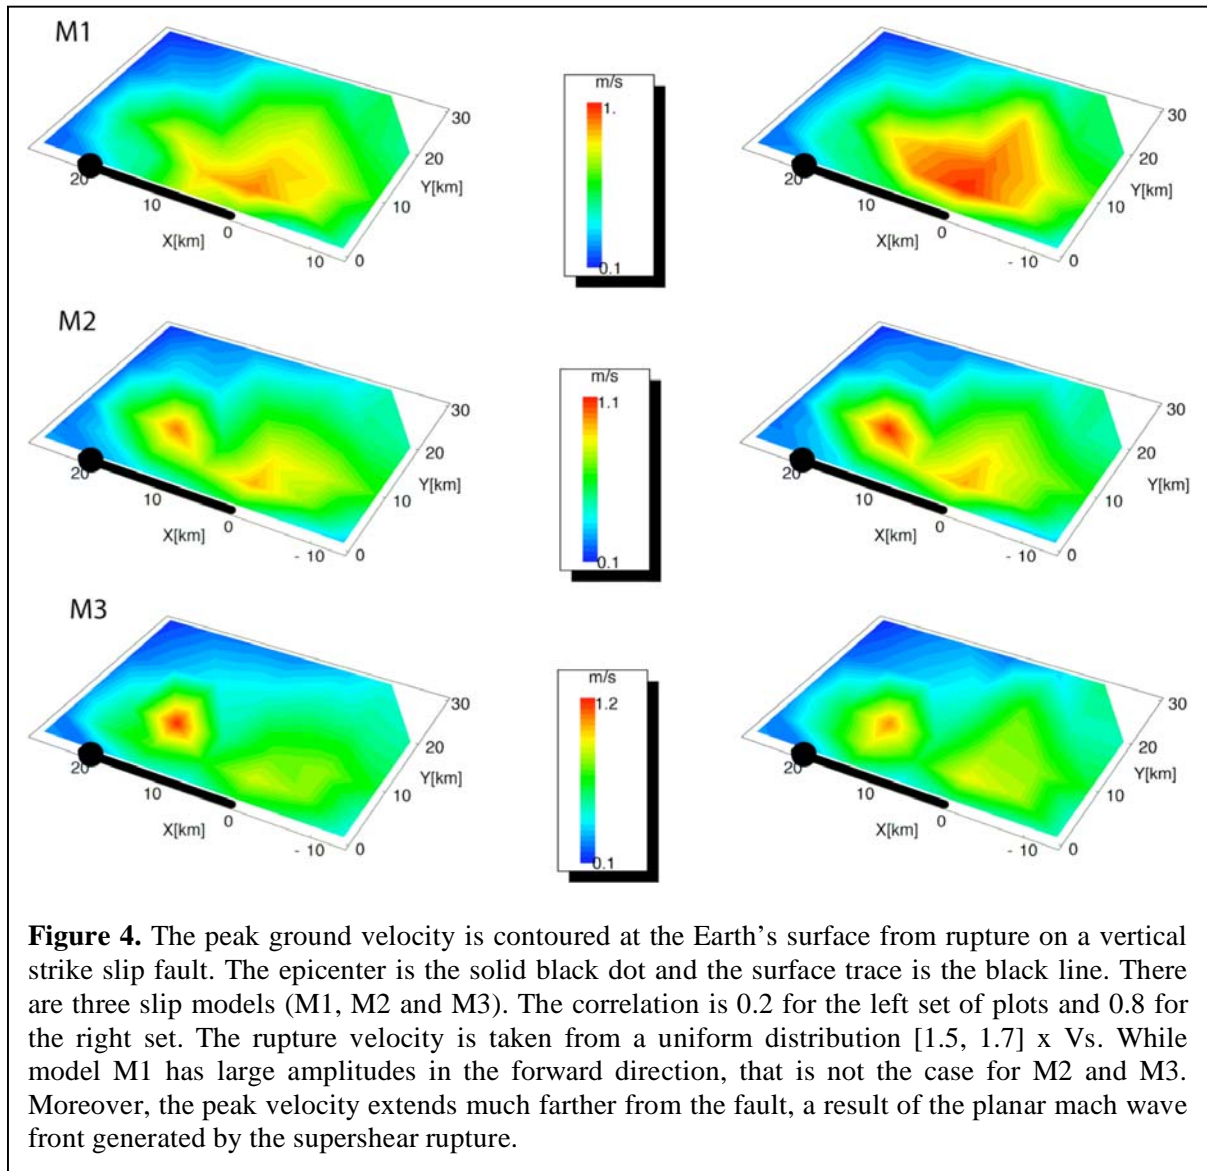 M1
m/s
1.
0.1
30
20
Y[km]
10
0
20
10
X[km]
0
10
30
20
Y[km]
10
0
20
10
X[km]
0
- 10
M2
m/s
1.1
0.1
30
20
Y[km]
10
0
20
10
X[km]
0
- 10
30
20
Y[km]
10
0
20
10
X[km]
0
- 10
M3
m/s
1.2
0.1
30
20
Y[km]
10
0
20
10
X[km]
0
- 10
30
20
Y[km]
10
0
20
10
X[km]
0
- 10
Figure 4. The peak ground velocity is contoured at the Earth’s surface from rupture on a vertical
strike slip fault. The epicenter is the solid black dot and the surface trace is the black line. There
are three slip models (M1, M2 and M3). The correlation is 0.2 for the left set of plots and 0.8 for
the right set. The rupture velocity is taken from a uniform distribution [1.5, 1.7] x Vs. While
model M1 has large amplitudes in the forward direction, that is not the case for M2 and M3.
Moreover, the peak velocity extends much farther from the fault, a result of the planar mach wave
front generated by the supershear rupture.